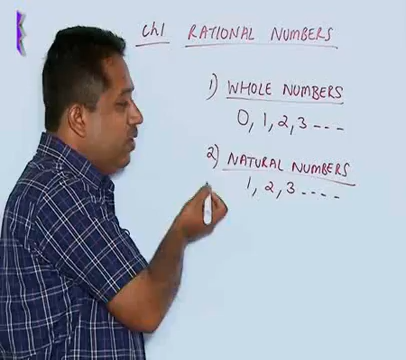 Ch1 RATIONAL NUMBERS
1) WHOLE NUMBERS
0, 1, 2, 3 ---
2) NATURAL NUMBERS
1, 2, 3 ----